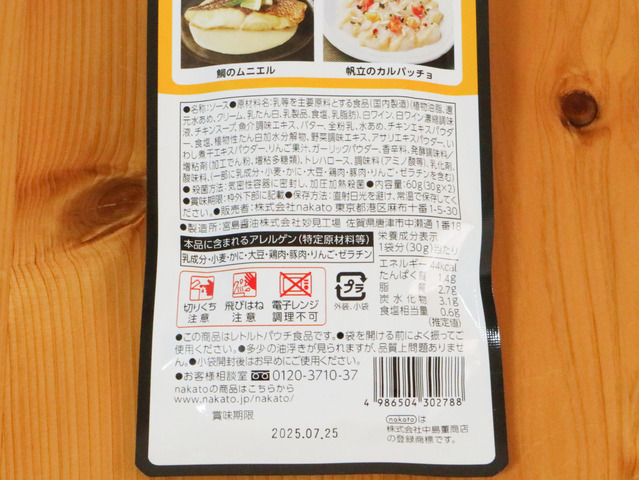 鯛のムニエル
帆立のカルパッチョ
●名称:ソース●原材料名:乳等を主要原料とする食品(国内製造)(植物油脂、還
元水あめ、クリーム、乳たん白、乳製品、食塩、乳脂肪)、白ワイン、白ワイン濃縮調味
液、チキンスープ、魚介調味エキス、バター、全粉乳、水あめ、チキンエキスパウダ
ー、食塩、植物性たん白加水分解物、野菜調味エキス、アサリエキスパウダー、い
わし煮干エキスパウダー、りんご果汁、ガーリックパウダー、香辛料、発酵調味料/
増粘剤(加工でん粉、増粘多糖類)、トレハロース、調味料(アミノ酸等)、乳化剤、
酸味料、(一部に乳成分・小麦・かに・大豆・鶏肉・豚肉・りんご・ゼラチンを含む)
●殺菌方法:気密性容器に密封し、加圧加熱殺菌●内容量:60g(30g×2)
●賞味期限:枠外下部に記載●保存方法:直射日光を避け、常温で保存してく
ださい。●販売者:株式会社nakato 東京都港区麻布十番1-5-30
●製造所:宮島醤油株式会社妙見工場 佐賀県唐津市中瀬通1番18
本品に含まれるアレルゲン(特定原材料等)
乳成分・小麦・かに・大豆・鶏肉・豚肉・りんご・ゼラチン
栄養成分表示
1袋(30g)当たり
エネルギー 44kcal
たんぱく質 1.4g
脂質 2.7g
炭水化物 3.1g
食塩相当量 0.6g
(推定値)
切りくち
注意
飛びはね
注意
電子レンジ
調理不可
プラ
外袋、小袋
●この商品はレトルトパウチ食品です。●袋を開ける前によく振ってご
使用ください。●多少の油浮きが見られますが、品質上問題ありませ
ん。●小袋開封後はお早めにご使用ください。
●お客様相談室 0120-3710-37
nakatoの商品はこちらから
www.nakato.jp/nakato/
賞味期限
2025.07.25
4 986504 302788
nakato は
株式会社中島董商店
の登録商標です。